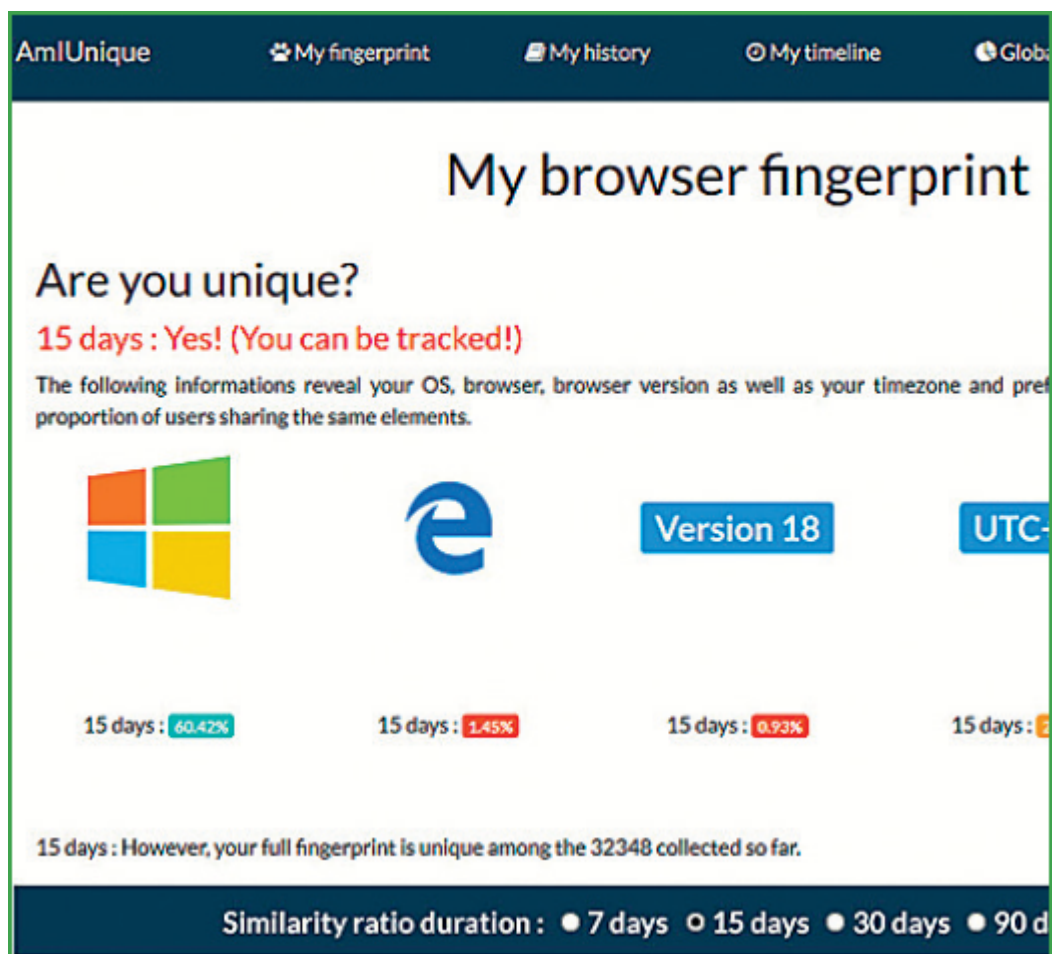 AmIUnique My fingerprint My history My timeline
My browser fingerprint
Are you unique?
15 days : Yes! (You can be tracked!)
The following informations reveal your OS, browser, browser version as well as your timezone and
proportion of users sharing the same elements.
Version 18 UTC-
15 days : 60.42% 15 days : 1.45% 15 days : 0.93% 15 days :
15 days : However, your full fingerprint is unique among the 32348 collected so far.
Similarity ratio duration : 7 days 15 days 30 days 90